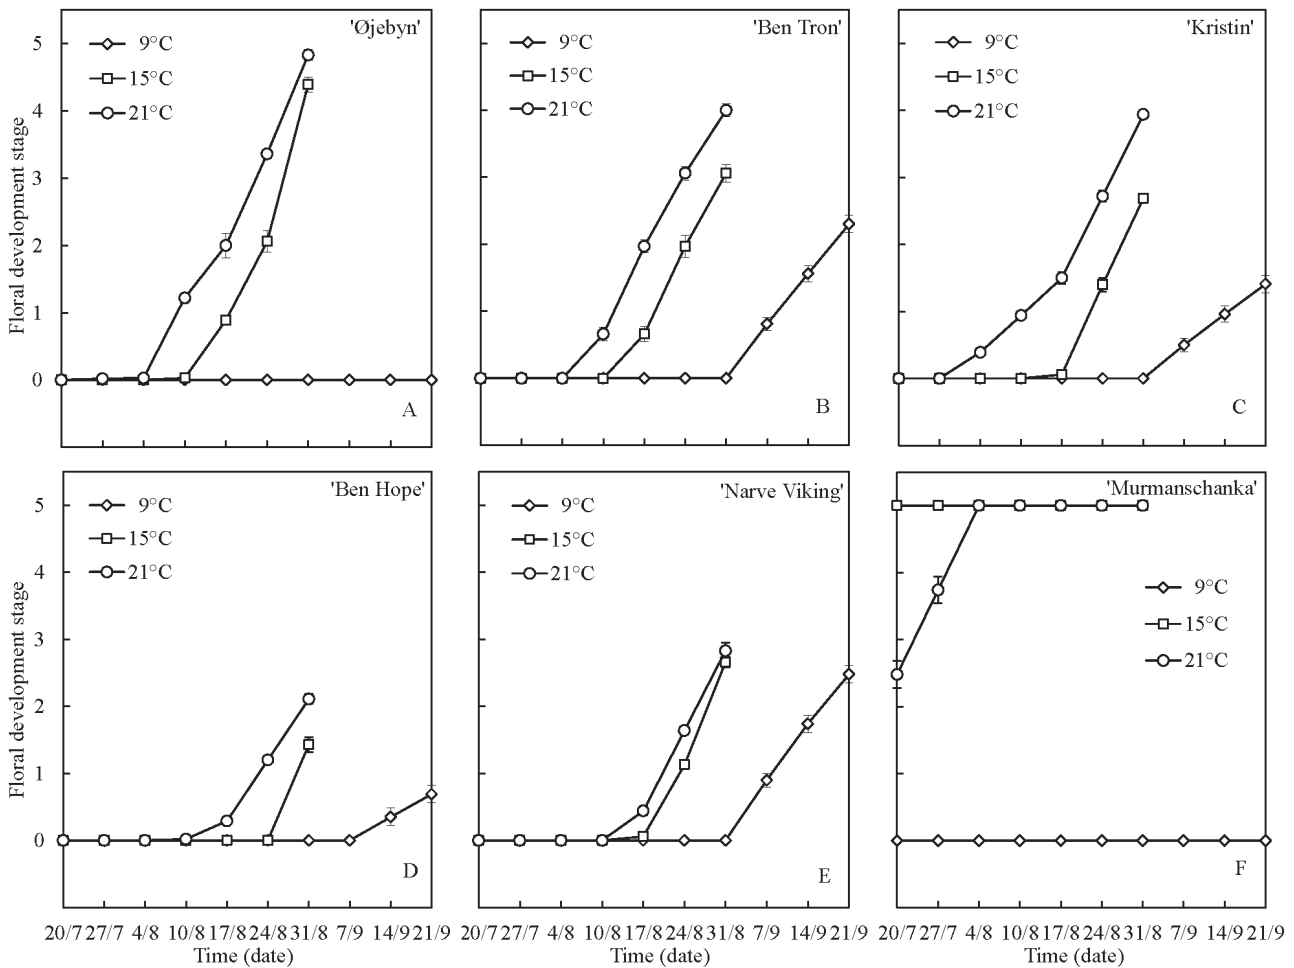 'Øjebyn'
5
4
3
2
1
0
Floral development stage
9°C
15°C
21°C
A
'Ben Tron'
9°C
15°C
21°C
B
'Kristin'
9°C
15°C
21°C
C
'Ben Hope'
5
4
3
2
1
0
Floral development stage
9°C
15°C
21°C
D
20/7 27/7 4/8 10/8 17/8 24/8 31/8 7/9 14/9 21/9
Time (date)
'Narve Viking'
9°C
15°C
21°C
E
20/7 27/7 4/8 10/8 17/8 24/8 31/8 7/9 14/9 21/9
Time (date)
'Murmanschanka'
9°C
15°C
21°C
F
20/7 27/7 4/8 10/8 17/8 24/8 31/8 7/9 14/9 21/9
Time (date)